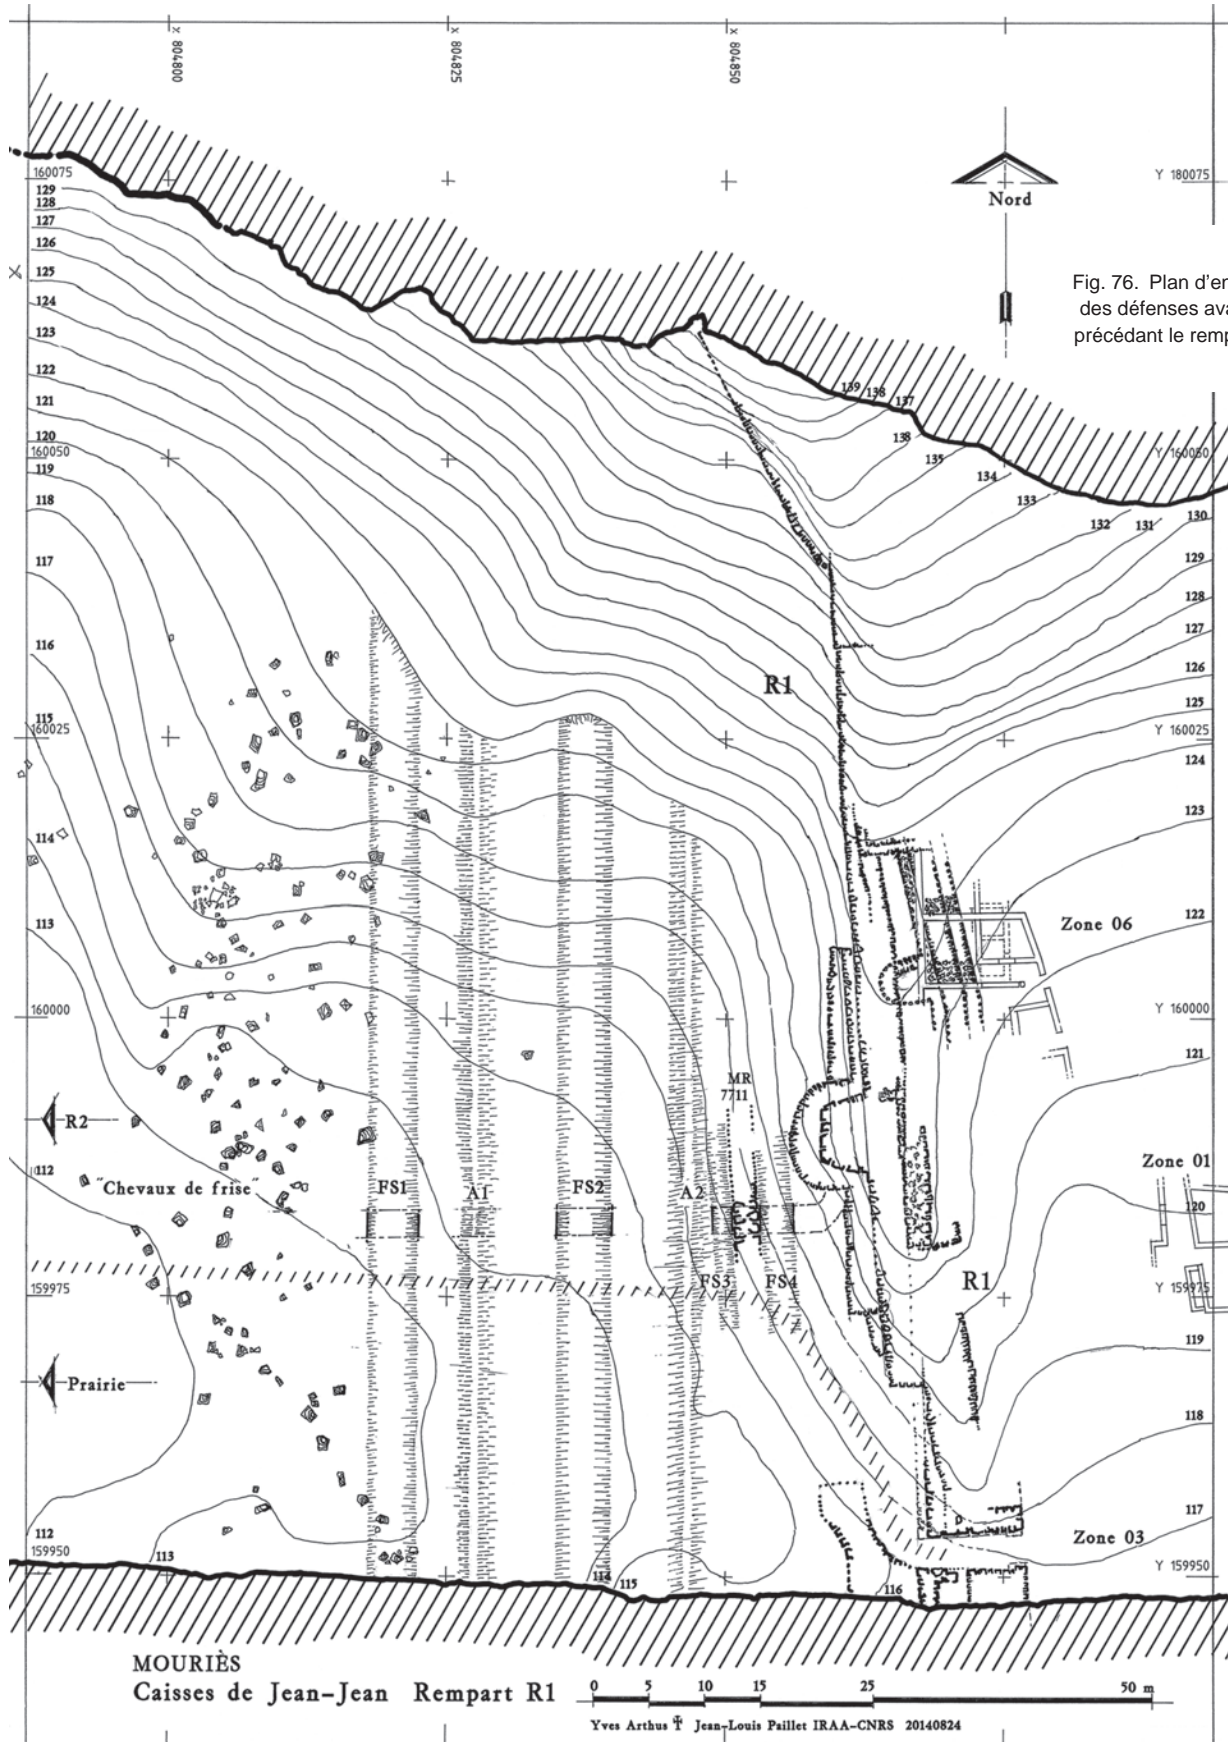 X 804800
X 804825
X 804850
160075
Y 180075
Nord
129
128
127
126
125
124
123
122
121
120
119
118
117
116
115
114
113
112
112
Fig. 76. Plan d'en
des défenses ava
précédant le remp
139
138
137
138
135
134
133
132
131
130
129
128
127
126
125
124
123
122
121
120
119
118
117
160050
Y 160050
R1
160025
Y 160025
Zone 06
160000
Y 160000
MR
7711
R2
Zone 01
"Chevaux de frise"
FS1
A1
FS2
A2
FS3
FS4
R1
159975
Y 159975
Prairie
Zone 03
159950
Y 159950
113
114
115
116
MOURIÈS
Caisses de Jean-Jean Rempart R1
0 5 10 15 25 50 m
Yves Arthus ✝ Jean-Louis Paillet IRAA-CNRS 20140824